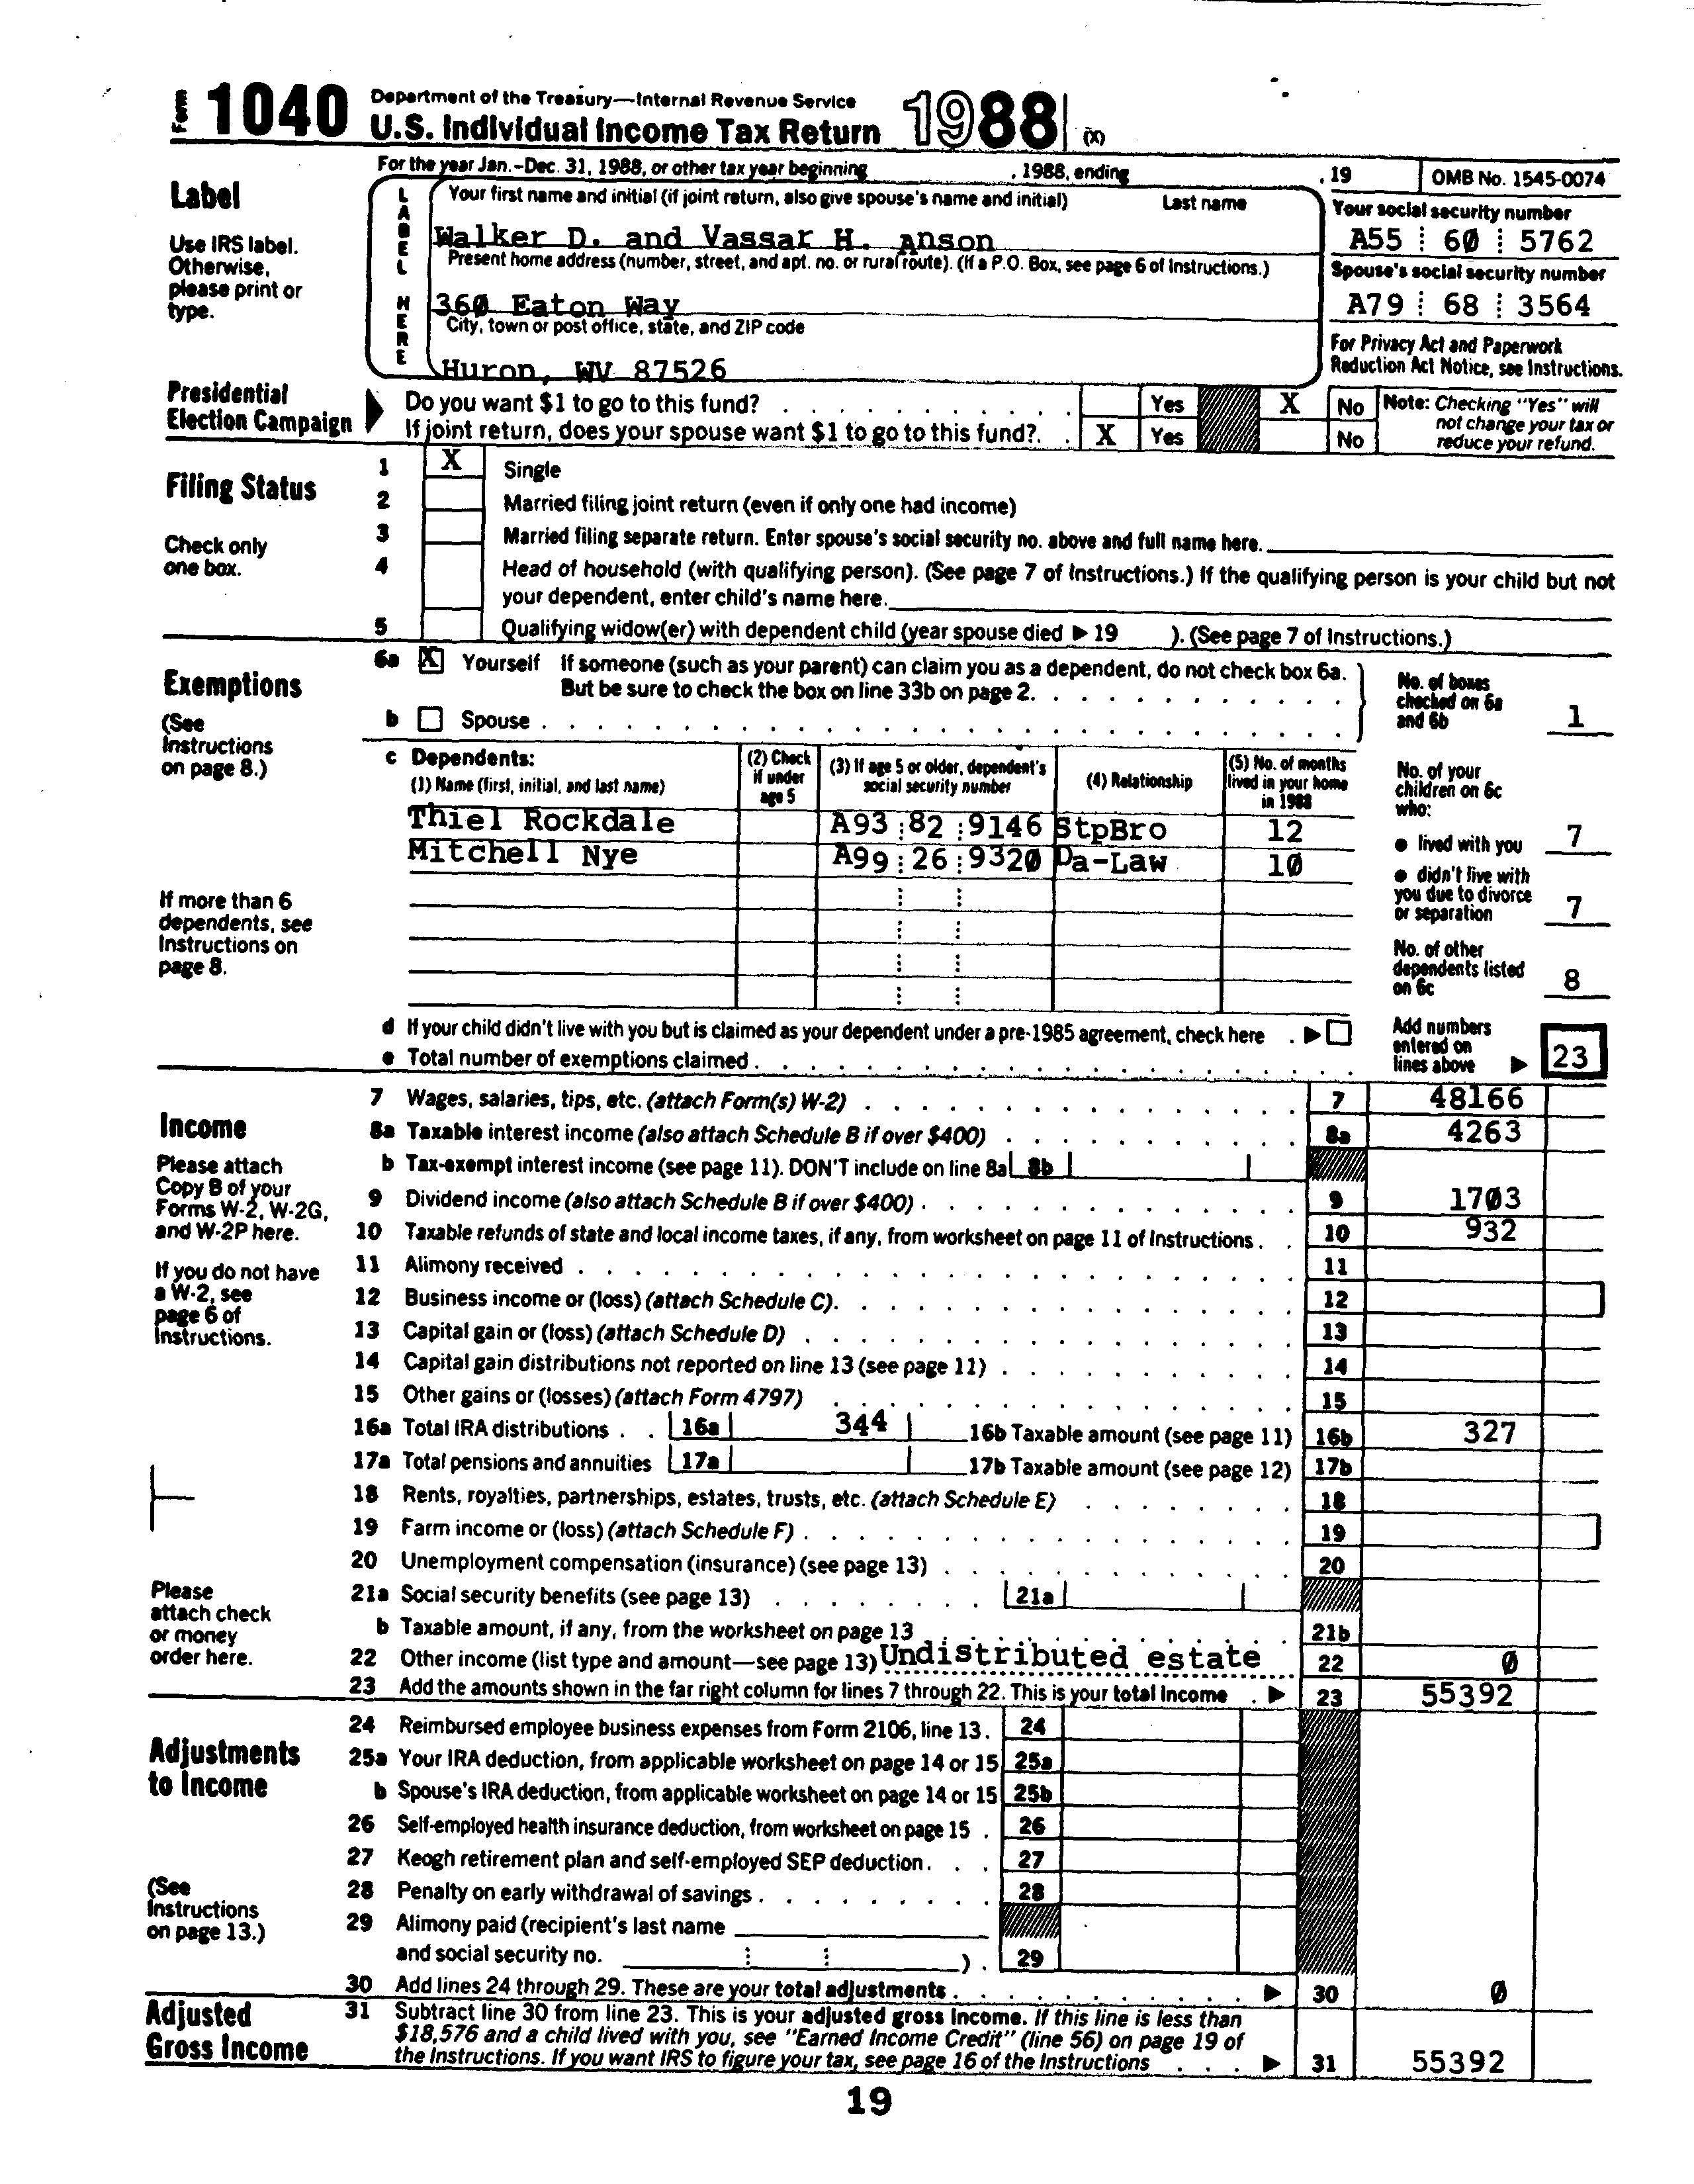 Form 1040 Department of the Treasury—Internal Revenue Service
U.S. Individual Income Tax Return 1988 (X)
For the year Jan.-Dec. 31, 1988, or other tax year beginning , 1988, ending , 19 OMB No. 1545-0074
Label
Use IRS label.
Otherwise,
please print or
type.
LABEL HERE
Your first name and initial (if joint return, also give spouse's name and initial) Last name
Walker D. and Vassar H. Anson
Your social security number
A55 60 5762
Present home address (number, street, and apt. no. or rural route). (If a P.O. Box, see page 6 of Instructions.)
360 Eaton Way
Spouse's social security number
A79 68 3564
City, town or post office, state, and ZIP code
Huron, WV 87526
For Privacy Act and Paperwork
Reduction Act Notice, see Instructions.
Presidential
Election Campaign
Do you want $1 to go to this fund? Yes X No
If joint return, does your spouse want $1 to go to this fund? X Yes No
Note: Checking "Yes" will
not change your tax or
reduce your refund.
Filing Status
Check only
one box.
1 X Single
2 Married filing joint return (even if only one had income)
3 Married filing separate return. Enter spouse's social security no. above and full name here.
4 Head of household (with qualifying person). (See page 7 of Instructions.) If the qualifying person is your child but not
your dependent, enter child's name here.
5 Qualifying widow(er) with dependent child (year spouse died ▶ 19 ). (See page 7 of Instructions.)
Exemptions
(See
Instructions
on page 8.)
6a X Yourself If someone (such as your parent) can claim you as a dependent, do not check box 6a.
But be sure to check the box on line 33b on page 2.
b Spouse
No. of boxes
checked on 6a
and 6b 1
c Dependents:
(1) Name (first, initial, and last name)
(2) Check
if under
age 5
(3) If age 5 or older, dependent's
social security number
(4) Relationship
(5) No. of months
lived in your home
in 1988
Thiel Rockdale A93 82 9146 StpBro 12
Mitchell Nye A99 26 9320 Pa-Law 10
No. of your
children on 6c
who:
● lived with you 7
● didn't live with
you due to divorce
or separation 7
No. of other
dependents listed
on 6c 8
If more than 6
dependents, see
Instructions on
page 8.
d If your child didn't live with you but is claimed as your dependent under a pre-1985 agreement, check here ▶
e Total number of exemptions claimed
Add numbers
entered on
lines above ▶ 23
Income
Please attach
Copy B of your
Forms W-2, W-2G,
and W-2P here.
If you do not have
a W-2, see
page 6 of
Instructions.
Please
attach check
or money
order here.
7 Wages, salaries, tips, etc. (attach Form(s) W-2) 7 48166
8a Taxable interest income (also attach Schedule B if over $400) 8a 4263
b Tax-exempt interest income (see page 11). DON'T include on line 8a 8b
9 Dividend income (also attach Schedule B if over $400) 9 1703
10 Taxable refunds of state and local income taxes, if any, from worksheet on page 11 of Instructions 10 932
11 Alimony received 11
12 Business income or (loss) (attach Schedule C) 12
13 Capital gain or (loss) (attach Schedule D) 13
14 Capital gain distributions not reported on line 13 (see page 11) 14
15 Other gains or (losses) (attach Form 4797) 15
16a Total IRA distributions 16a 344 16b Taxable amount (see page 11) 16b 327
17a Total pensions and annuities 17a 17b Taxable amount (see page 12) 17b
18 Rents, royalties, partnerships, estates, trusts, etc. (attach Schedule E) 18
19 Farm income or (loss) (attach Schedule F) 19
20 Unemployment compensation (insurance) (see page 13) 20
21a Social security benefits (see page 13) 21a
b Taxable amount, if any, from the worksheet on page 13 21b
22 Other income (list type and amount—see page 13) Undistributed estate 22 0
23 Add the amounts shown in the far right column for lines 7 through 22. This is your total income ▶ 23 55392
Adjustments
to Income
(See
Instructions
on page 13.)
24 Reimbursed employee business expenses from Form 2106, line 13. 24
25a Your IRA deduction, from applicable worksheet on page 14 or 15 25a
b Spouse's IRA deduction, from applicable worksheet on page 14 or 15 25b
26 Self-employed health insurance deduction, from worksheet on page 15 26
27 Keogh retirement plan and self-employed SEP deduction 27
28 Penalty on early withdrawal of savings 28
29 Alimony paid (recipient's last name
and social security no. ) 29
30 Add lines 24 through 29. These are your total adjustments ▶ 30 0
Adjusted
Gross Income
31 Subtract line 30 from line 23. This is your adjusted gross income. If this line is less than
$18,576 and a child lived with you, see "Earned Income Credit" (line 56) on page 19 of
the Instructions. If you want IRS to figure your tax, see page 16 of the Instructions ▶ 31 55392
19